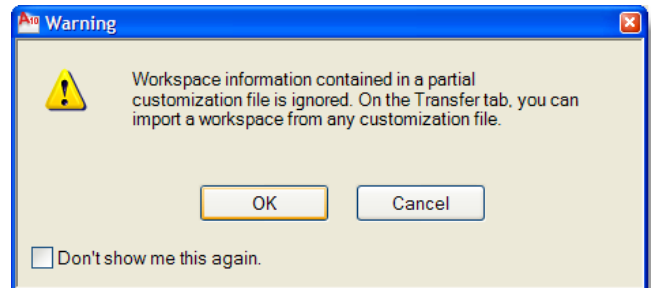 A10 Warning
Workspace information contained in a partial
customization file is ignored. On the Transfer tab, you can
import a workspace from any customization file.
OK Cancel
Don't show me this again.